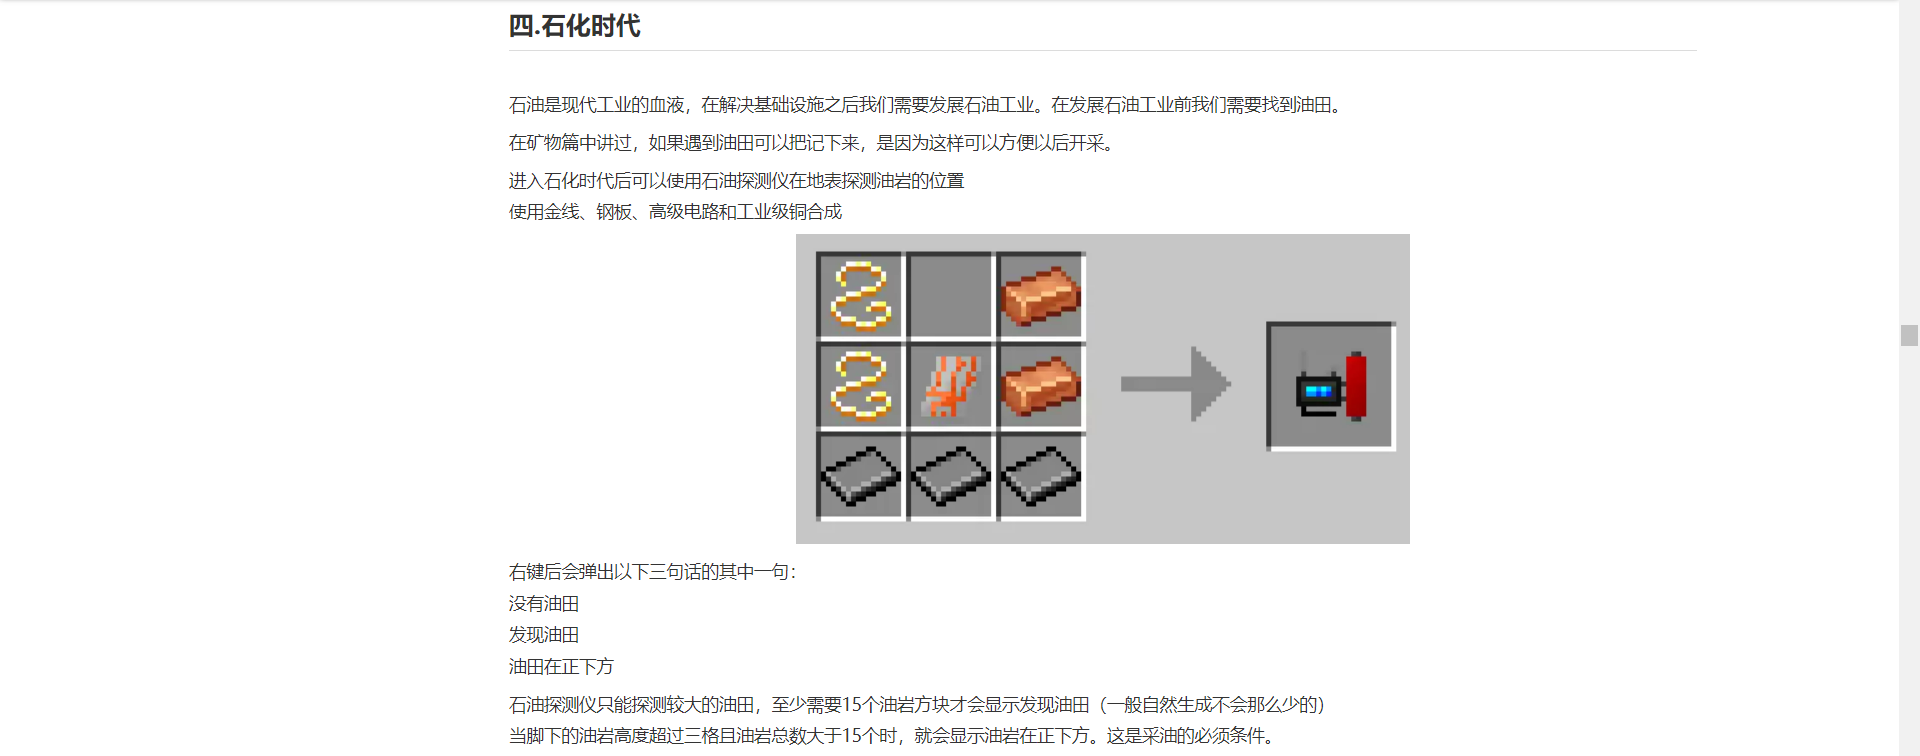 四.石化时代
石油是现代工业的血液，在解决基础设施之后我们需要发展石油工业。在发展石油工业前我们需要找到油田。
在矿物篇中讲过，如果遇到油田可以把记下来，是因为这样可以方便以后开采。
进入石化时代后可以使用石油探测仪在地表探测油岩的位置
使用金线、钢板、高级电路和工业级铜合成
右键后会弹出以下三句话的其中一句：
没有油田
发现油田
油田在正下方
石油探测仪只能探测较大的油田，至少需要15个油岩方块才会显示发现油田（一般自然生成不会那么少的）
当脚下的油岩高度超过三格且油岩总数大于15个时，就会显示油岩在正下方。这是采油的必须条件。